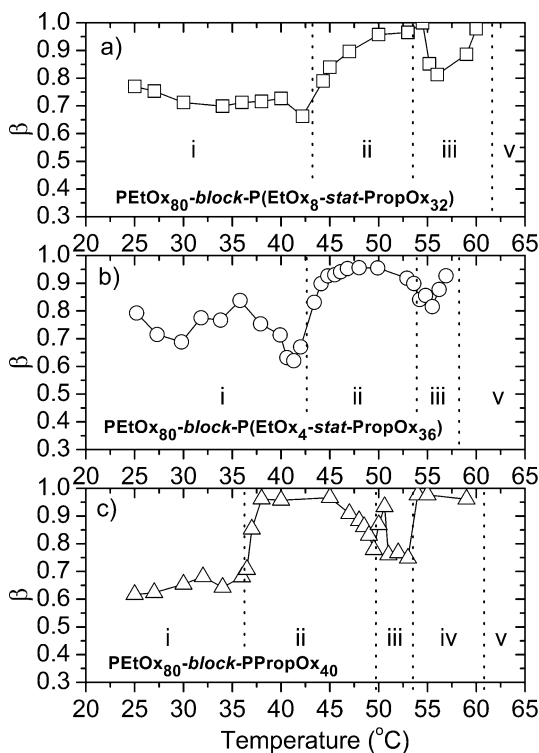 1.0
a)
0.9
0.8
0.7
β
0.6
i
ii
iii
v
0.5
0.4
PEtOx80-block-P(EtOx8-stat-PropOx32)
0.3
20 25 30 35 40 45 50 55 60 65
1.0
b)
0.9
0.8
0.7
β
0.6
0.5
i
ii
iii
v
0.4
PEtOx80-block-P(EtOx4-stat-PropOx36)
0.3
20 25 30 35 40 45 50 55 60 65
1.0
c)
0.9
0.8
0.7
β
0.6
0.5
i
ii
iii
iv
v
0.4
PEtOx80-block-PPropOx40
0.3
20 25 30 35 40 45 50 55 60 65
Temperature (°C)